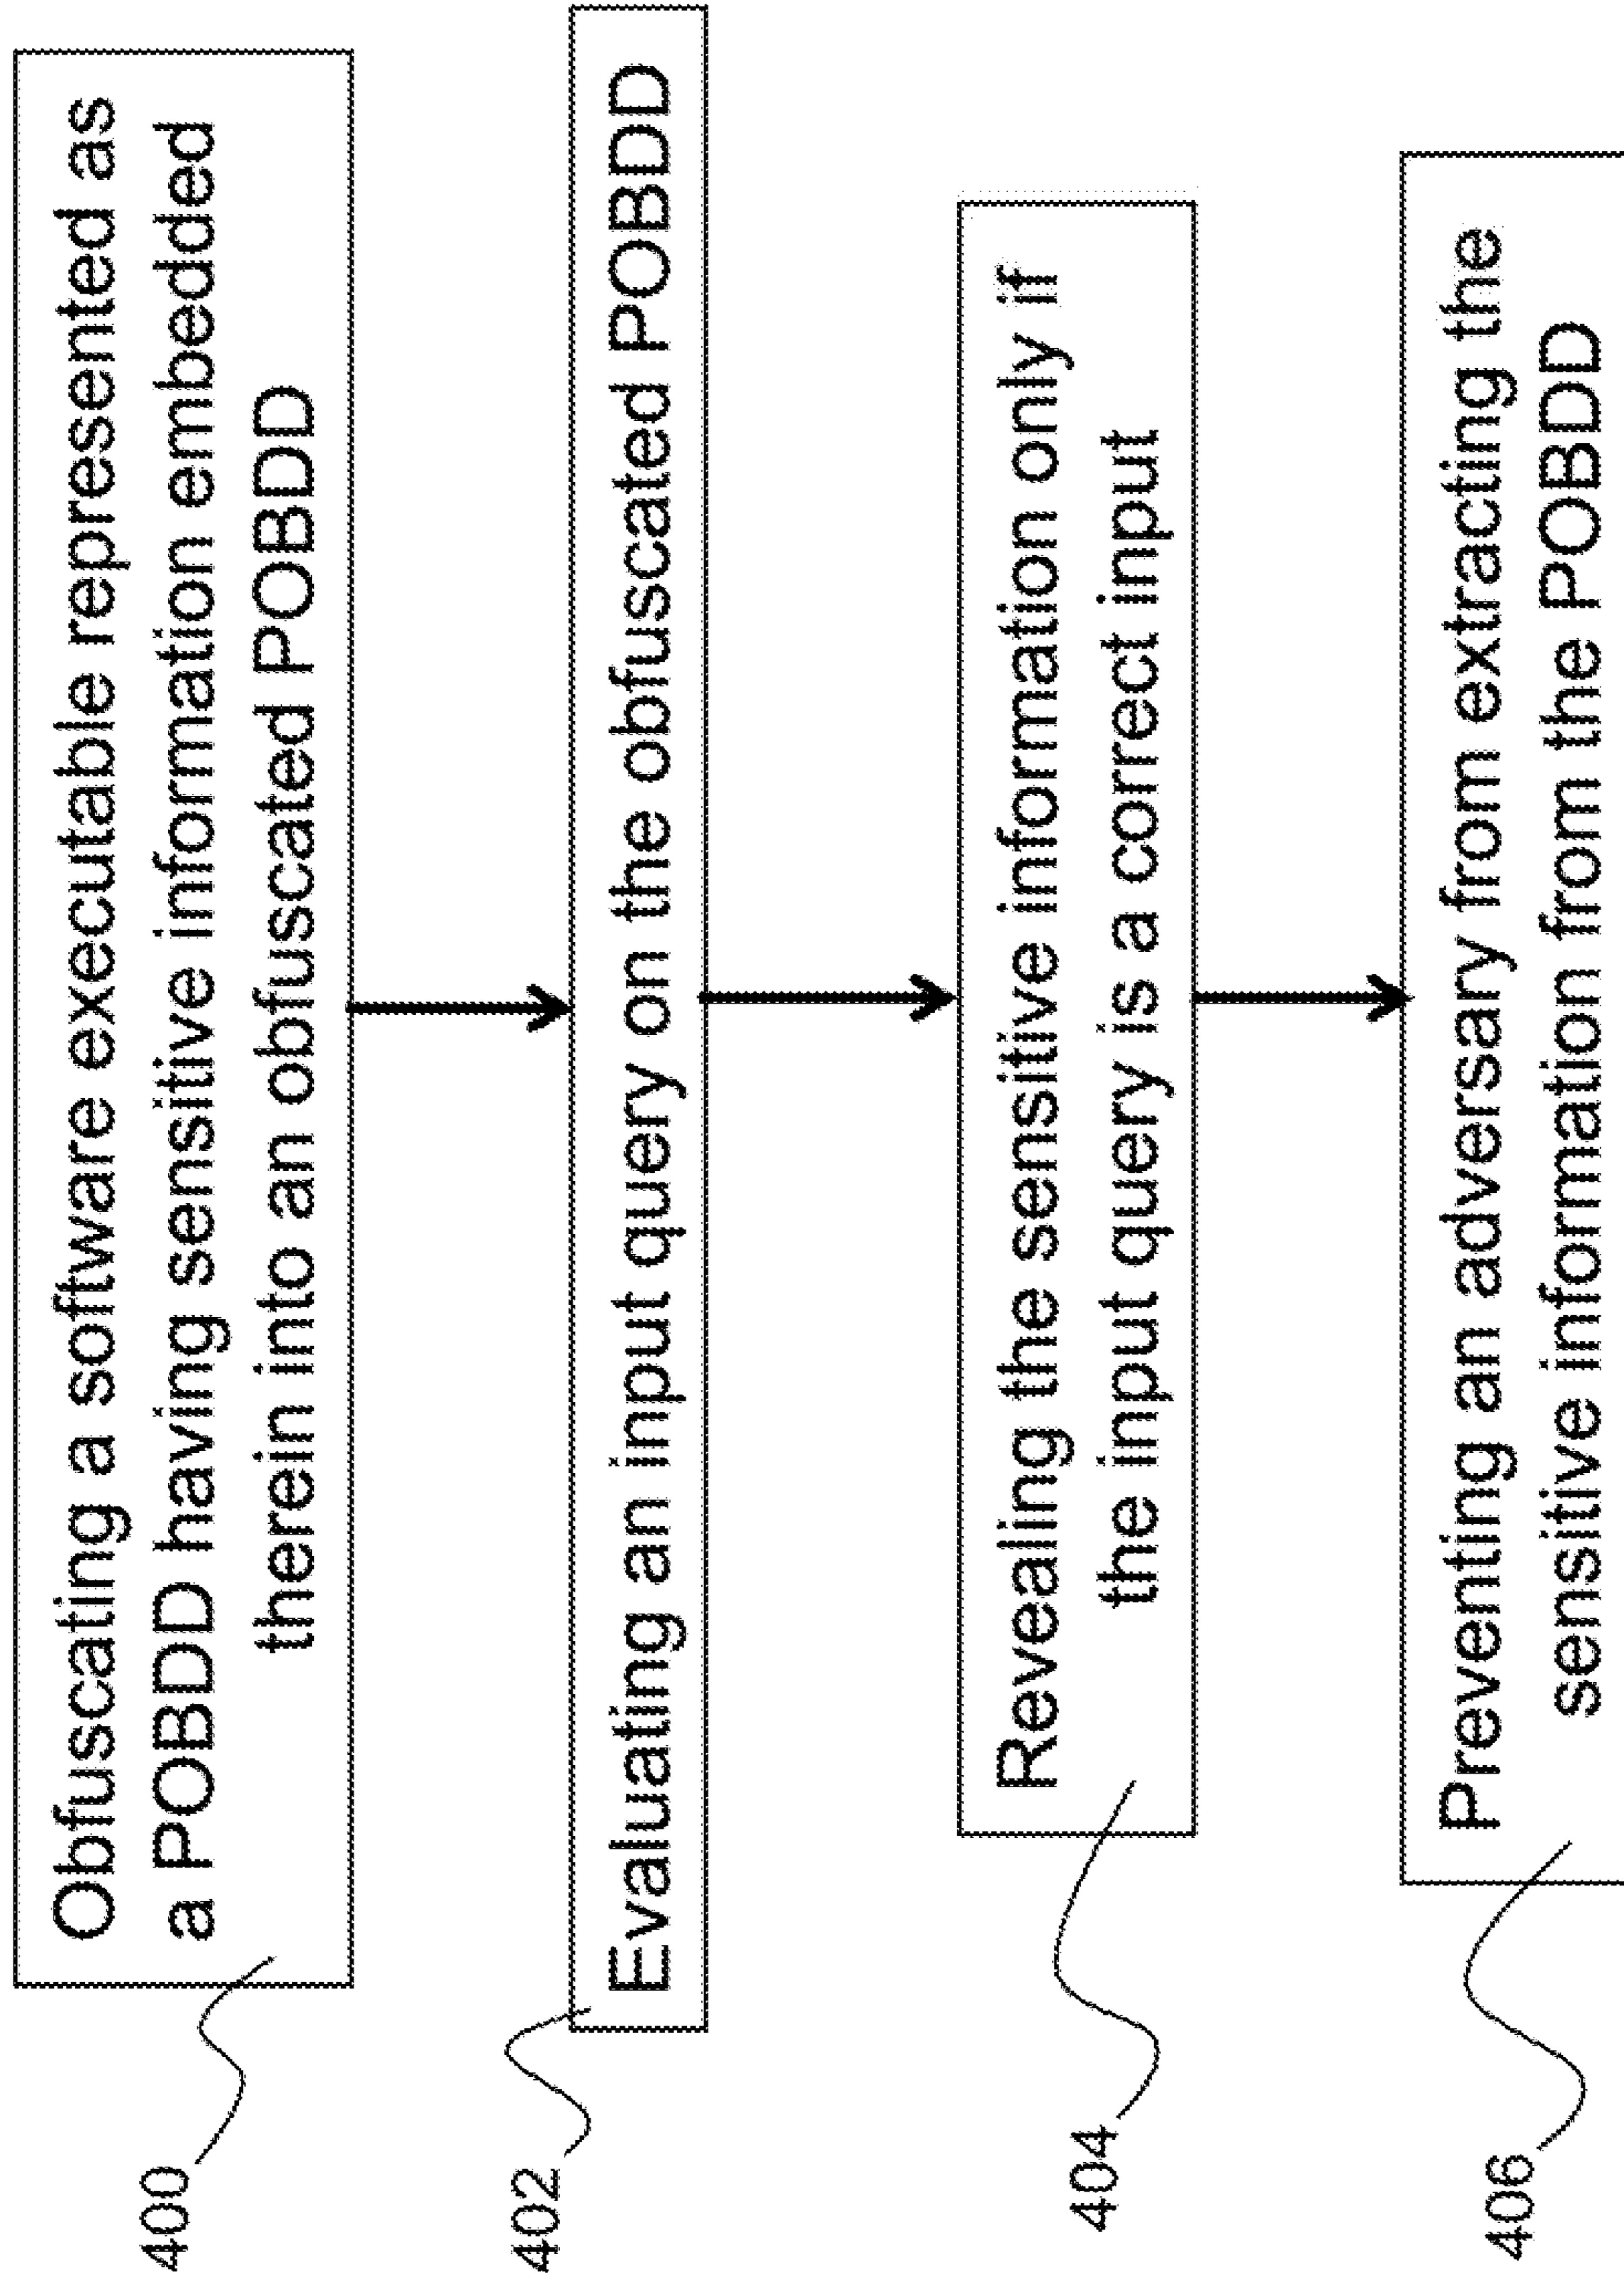 Obfuscating a software executable represented as
a POBDD having sensitive information embedded
therein into an obfuscated POBDD
400
Evaluating an input query on the obfuscated POBDD
402
Revealing the sensitive information only if
the input query is a correct input
404
Preventing an adversary from extracting the
sensitive information from the POBDD
406